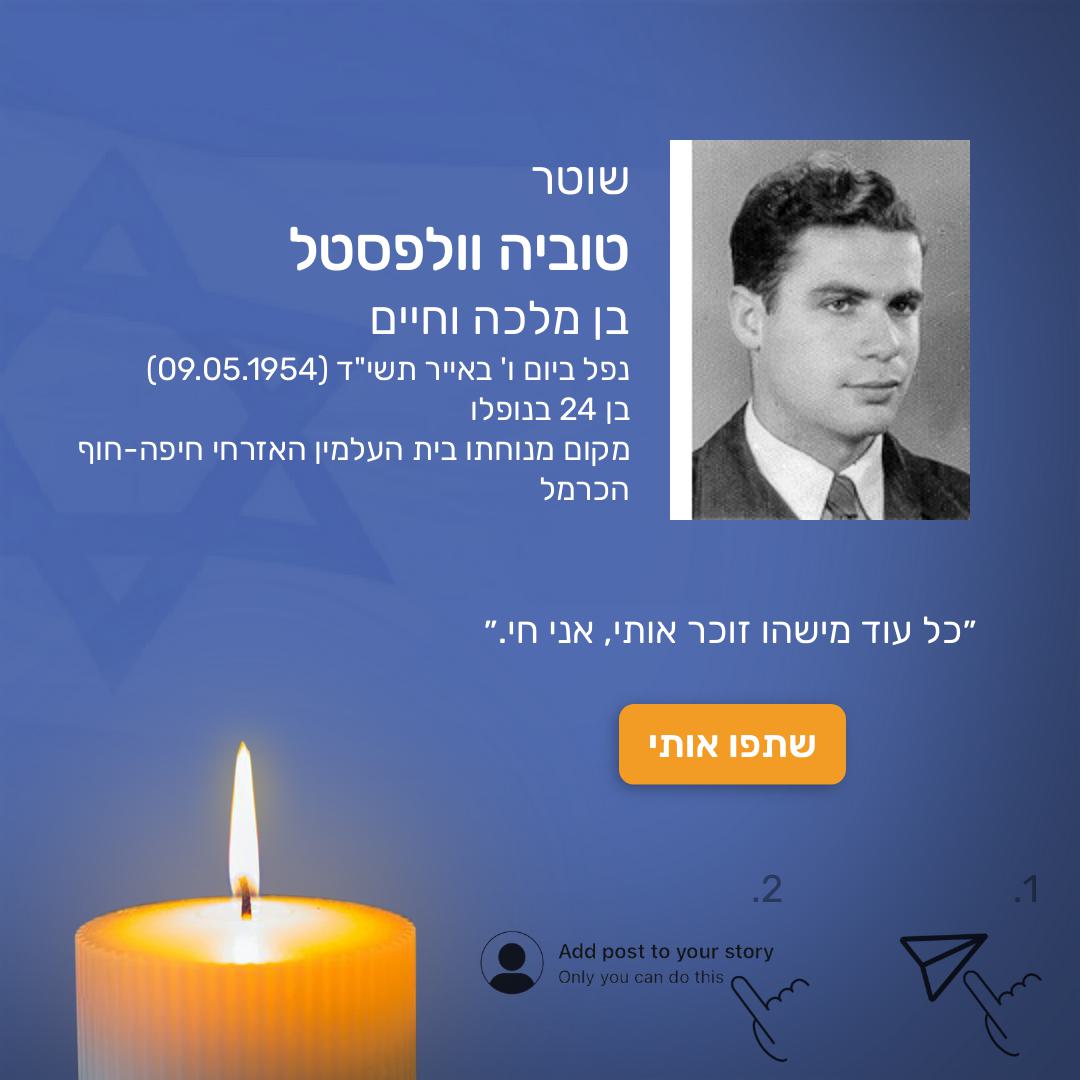 שוטר
טוביה וולפסטל
בן מלכה וחיים
נפל ביום ו' באייר תשי"ד (09.05.1954)
בן 24 בנופלו
מקום מנוחתו בית העלמין האזרחי חיפה-חוף
הכרמל
״כל עוד מישהו זוכר אותי, אני חי.״
שתפו אותי
1.
2.
Add post to your story
Only you can do this